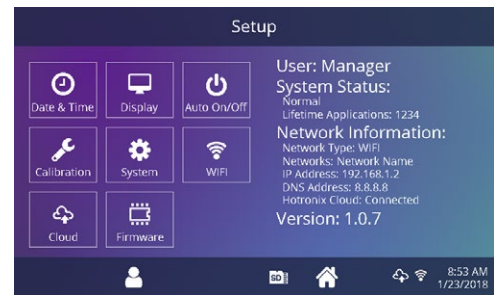 Setup
Date & Time
Display
Auto On/Off
Calibration
System
WIFI
Cloud
Firmware
User: Manager
System Status:
Normal
Lifetime Applications: 1234
Network Information:
Network Type: WIFI
Networks: Network Name
IP Address: 192.168.1.2
DNS Address: 8.8.8.8
Hotronix Cloud: Connected
Version: 1.0.7
SD
8:53 AM
1/23/2018